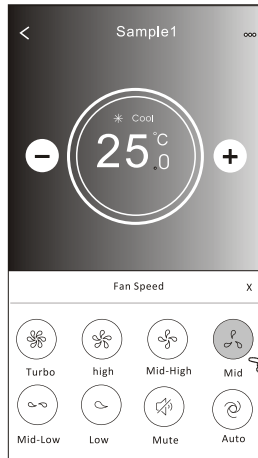 Sample1
Cool
25.0°C
Fan Speed X
Turbo high Mid-High Mid
Mid-Low Low Mute Auto